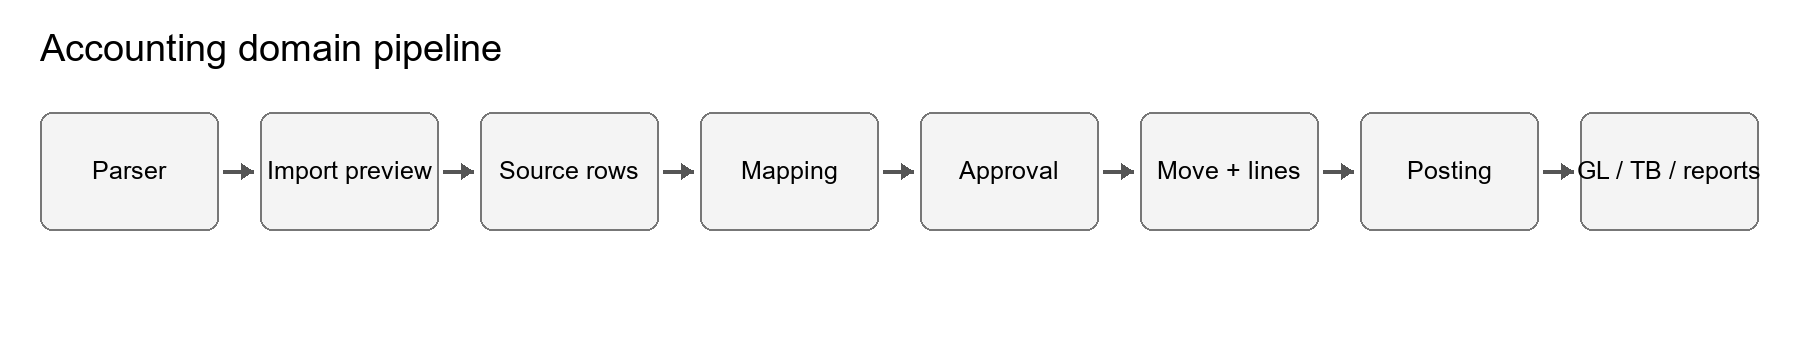 Accounting domain pipeline
Parser
Import preview
Source rows
Mapping
Approval
Move + lines
Posting
GL / TB / reports